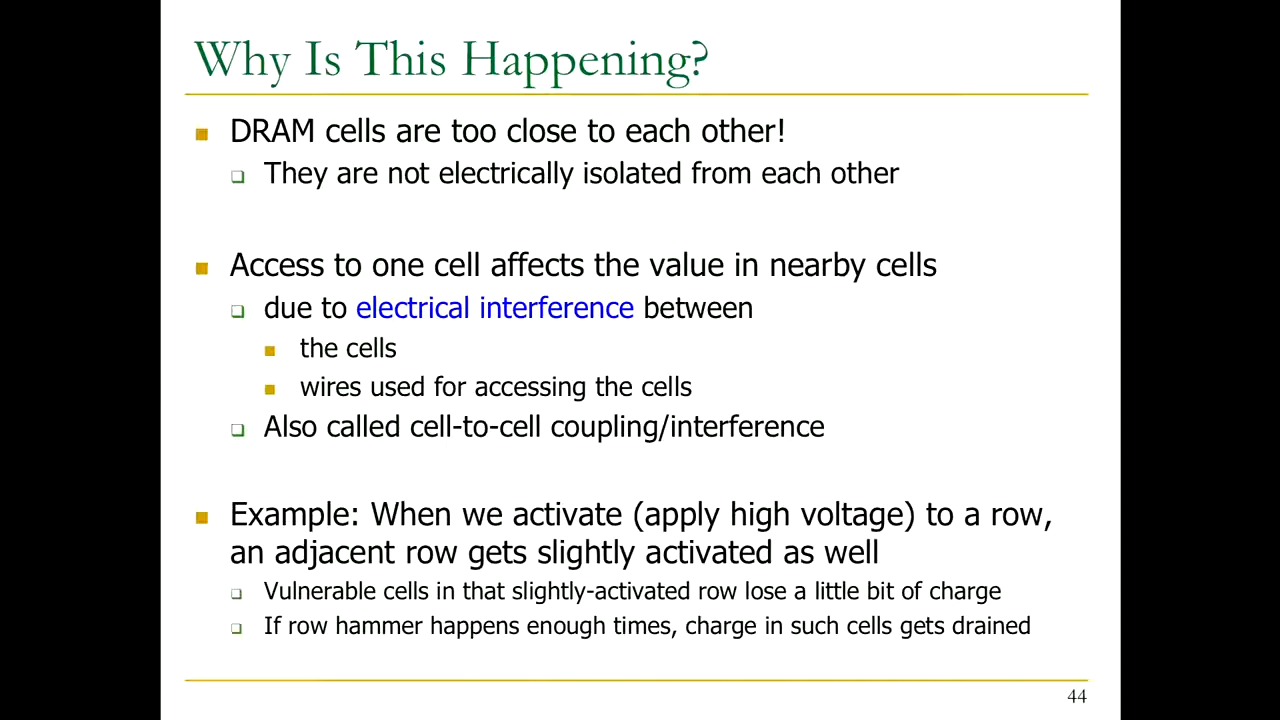 Why Is This Happening?
DRAM cells are too close to each other!
They are not electrically isolated from each other
Access to one cell affects the value in nearby cells
due to electrical interference between
the cells
wires used for accessing the cells
Also called cell-to-cell coupling/interference
Example: When we activate (apply high voltage) to a row,
an adjacent row gets slightly activated as well
Vulnerable cells in that slightly-activated row lose a little bit of charge
If row hammer happens enough times, charge in such cells gets drained
44